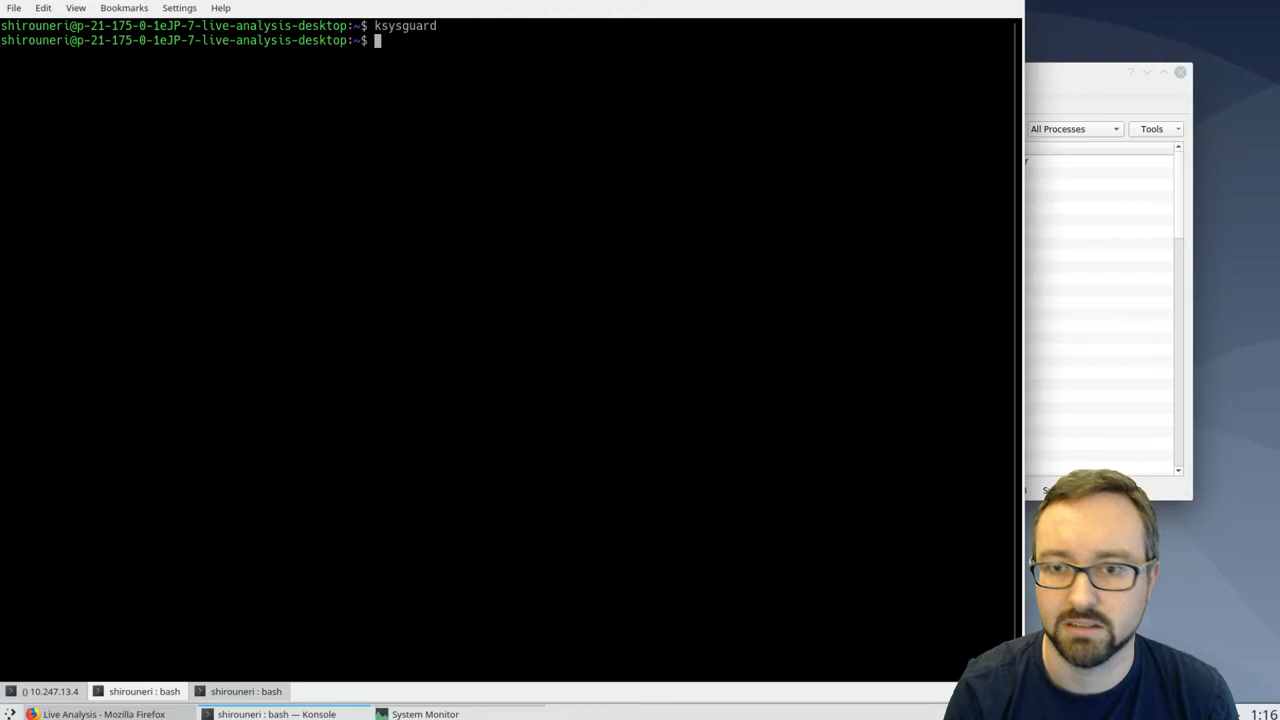 File Edit View Bookmarks Settings Help
shirouneri@p-21-175-0-1eJP-7-live-analysis-desktop:~$ ksysguard
shirouneri@p-21-175-0-1eJP-7-live-analysis-desktop:~$
All Processes Tools
() 10.247.13.4 shirouneri : bash shirouneri : bash
Live Analysis - Mozilla Firefox shirouneri : bash — Konsole System Monitor 1:16